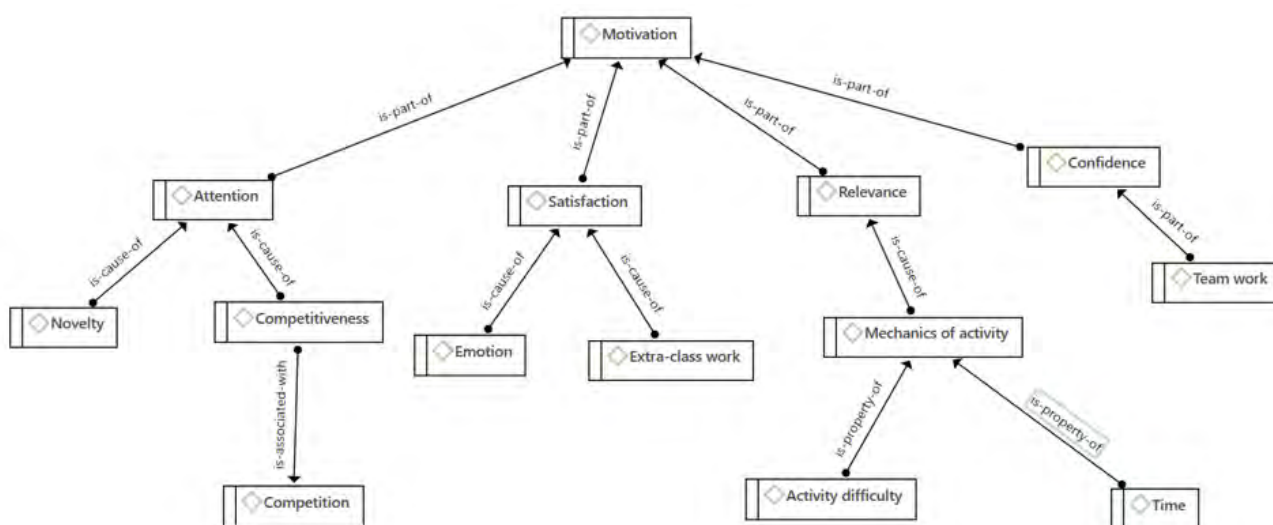 Motivation
is-part-of
is-part-of
is-part-of
is-part-of
Attention
Satisfaction
Relevance
Confidence
is-cause-of
is-cause-of
is-cause-of
is-cause-of
is-cause-of
is-part-of
Novelty
Competitiveness
Emotion
Extra-class work
Mechanics of activity
Team work
is-associated-with
is-property-of
is-property-of
Competition
Activity difficulty
Time